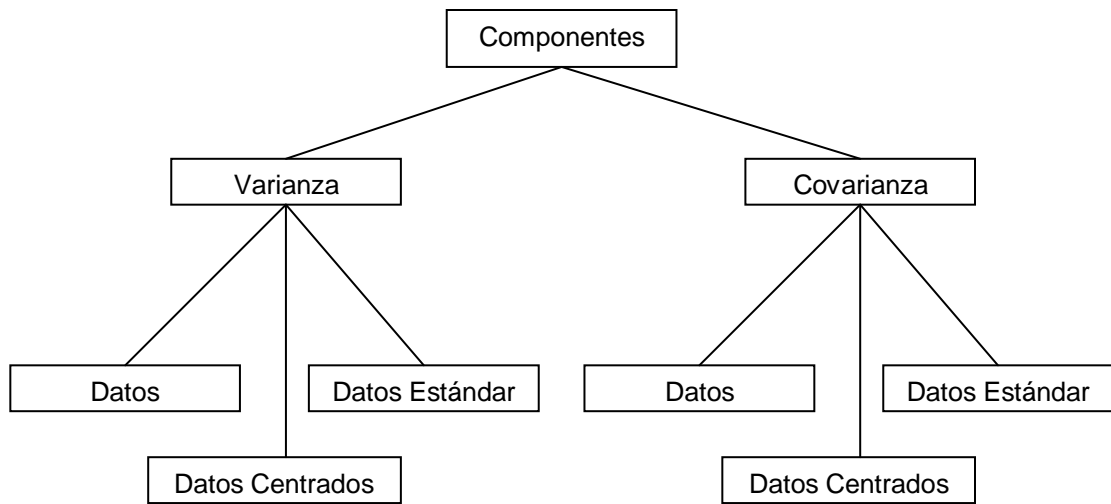 Componentes
Varianza
Covarianza
Datos
Datos Estándar
Datos
Datos Estándar
Datos Centrados
Datos Centrados